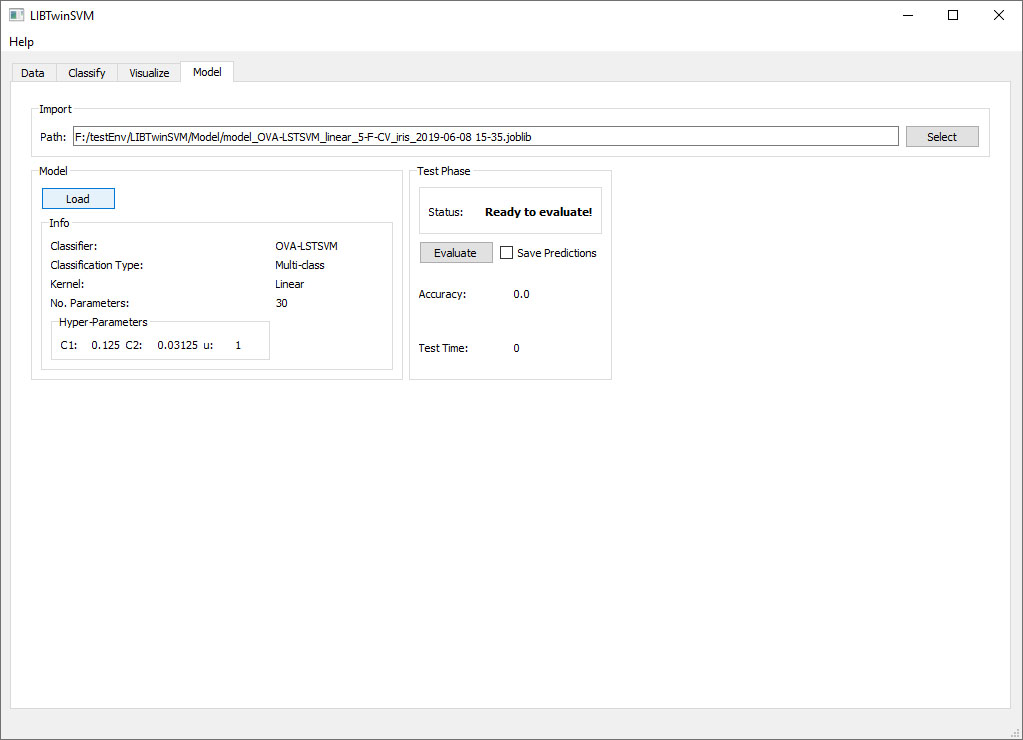 LIBTwinSVM
Help
Data Classify Visualize Model
Import
Path: F:/testEnv/LIBTwinSVM/Model/model_OVA-LSTSVM_linear_5-F-CV_iris_2019-06-08 15-35.joblib Select
Model
Load
Info
Classifier: OVA-LSTSVM
Classification Type: Multi-class
Kernel: Linear
No. Parameters: 30
Hyper-Parameters
C1: 0.125 C2: 0.03125 u: 1
Test Phase
Status: Ready to evaluate!
Evaluate Save Predictions
Accuracy: 0.0
Test Time: 0